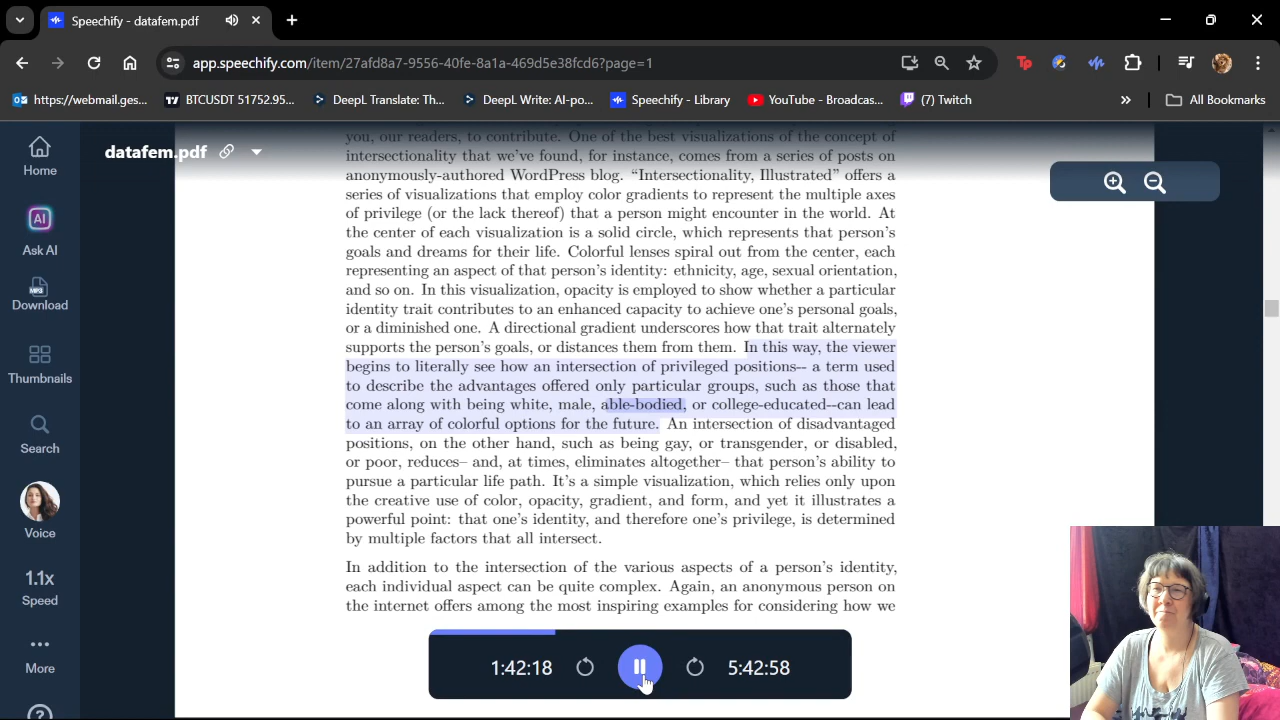 Speechify - datafem.pdf
app.speechify.com/item/27afd8a7-9556-40fe-8a1a-469d5e38fcd6?page=1
https://webmail.ges...
BTCUSDT 51752.95...
DeepL Translate: Th...
DeepL Write: AI-po...
Speechify - Library
YouTube - Broadcas...
(7) Twitch
All Bookmarks
datafem.pdf
Home
AI
Ask AI
MP3
Download
Thumbnails
Search
Voice
1.1x
Speed
More
you, our readers, to contribute. One of the best visualizations of the concept of
intersectionality that we've found, for instance, comes from a series of posts on
anonymously-authored WordPress blog. “Intersectionality, Illustrated” offers a
series of visualizations that employ color gradients to represent the multiple axes
of privilege (or the lack thereof) that a person might encounter in the world. At
the center of each visualization is a solid circle, which represents that person's
goals and dreams for their life. Colorful lenses spiral out from the center, each
representing an aspect of that person's identity: ethnicity, age, sexual orientation,
and so on. In this visualization, opacity is employed to show whether a particular
identity trait contributes to an enhanced capacity to achieve one's personal goals,
or a diminished one. A directional gradient underscores how that trait alternately
supports the person's goals, or distances them from them. In this way, the viewer
begins to literally see how an intersection of privileged positions-- a term used
to describe the advantages offered only particular groups, such as those that
come along with being white, male, able-bodied, or college-educated--can lead
to an array of colorful options for the future. An intersection of disadvantaged
positions, on the other hand, such as being gay, or transgender, or disabled,
or poor, reduces– and, at times, eliminates altogether– that person's ability to
pursue a particular life path. It's a simple visualization, which relies only upon
the creative use of color, opacity, gradient, and form, and yet it illustrates a
powerful point: that one's identity, and therefore one's privilege, is determined
by multiple factors that all intersect.
In addition to the intersection of the various aspects of a person's identity,
each individual aspect can be quite complex. Again, an anonymous person on
the internet offers among the most inspiring examples for considering how we
1:42:18
5:42:58